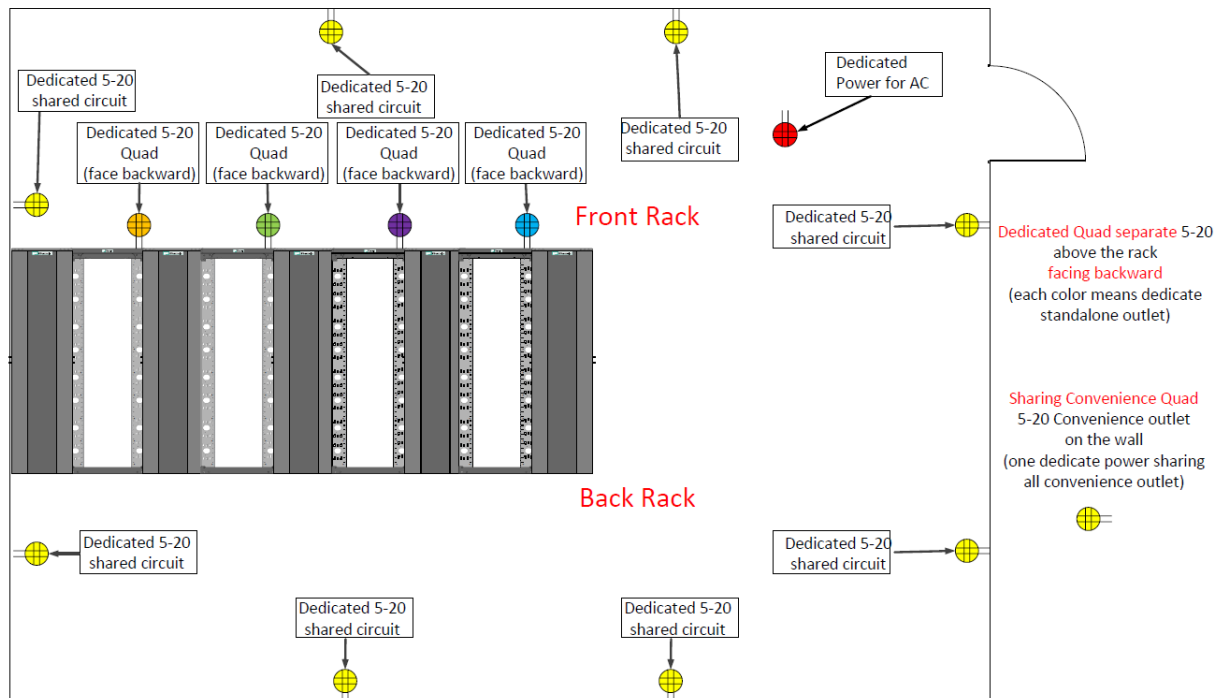 Dedicated 5-20
shared circuit
Dedicated 5-20
shared circuit
Dedicated 5-20
shared circuit
Dedicated
Power for AC
Dedicated 5-20
Quad
(face backward)
Dedicated 5-20
Quad
(face backward)
Dedicated 5-20
Quad
(face backward)
Dedicated 5-20
Quad
(face backward)
Front Rack
Dedicated 5-20
shared circuit
Dedicated Quad separate 5-20
above the rack
facing backward
(each color means dedicate
standalone outlet)
Sharing Convenience Quad
5-20 Convenience outlet
on the wall
(one dedicate power sharing
all convenience outlet)
Back Rack
Dedicated 5-20
shared circuit
Dedicated 5-20
shared circuit
Dedicated 5-20
shared circuit
Dedicated 5-20
shared circuit